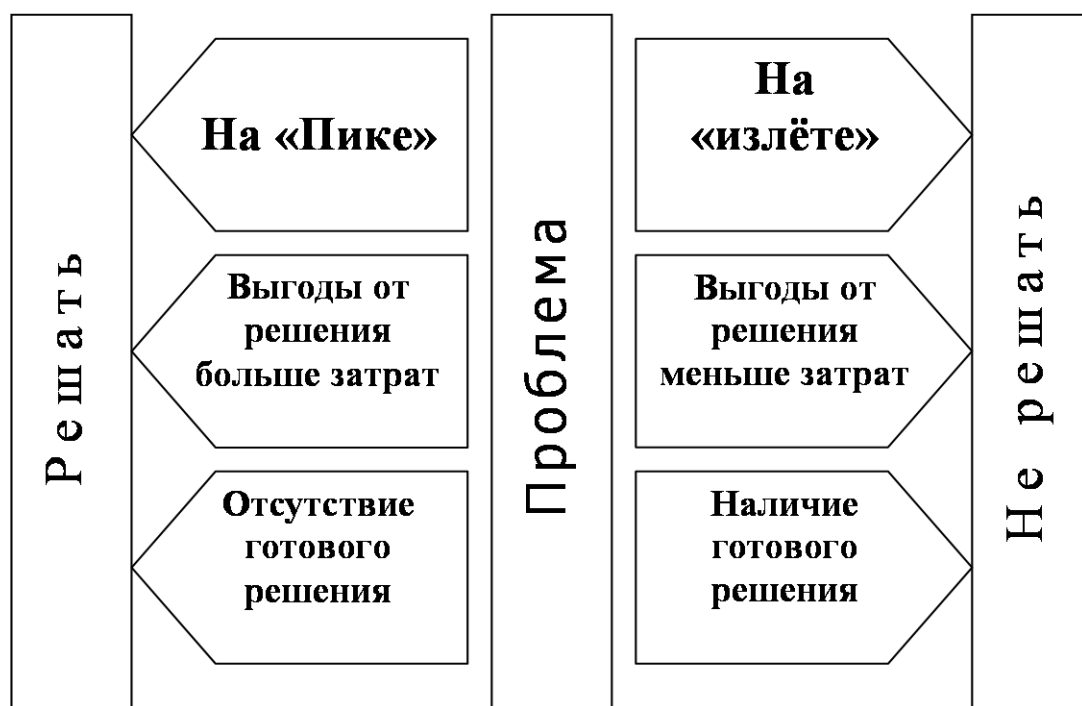 Решать
На «Пике»
Выгоды от
решения
больше затрат
Отсутствие
готового
решения
Проблема
На
«излёте»
Выгоды от
решения
меньше затрат
Наличие
готового
решения
Не решать